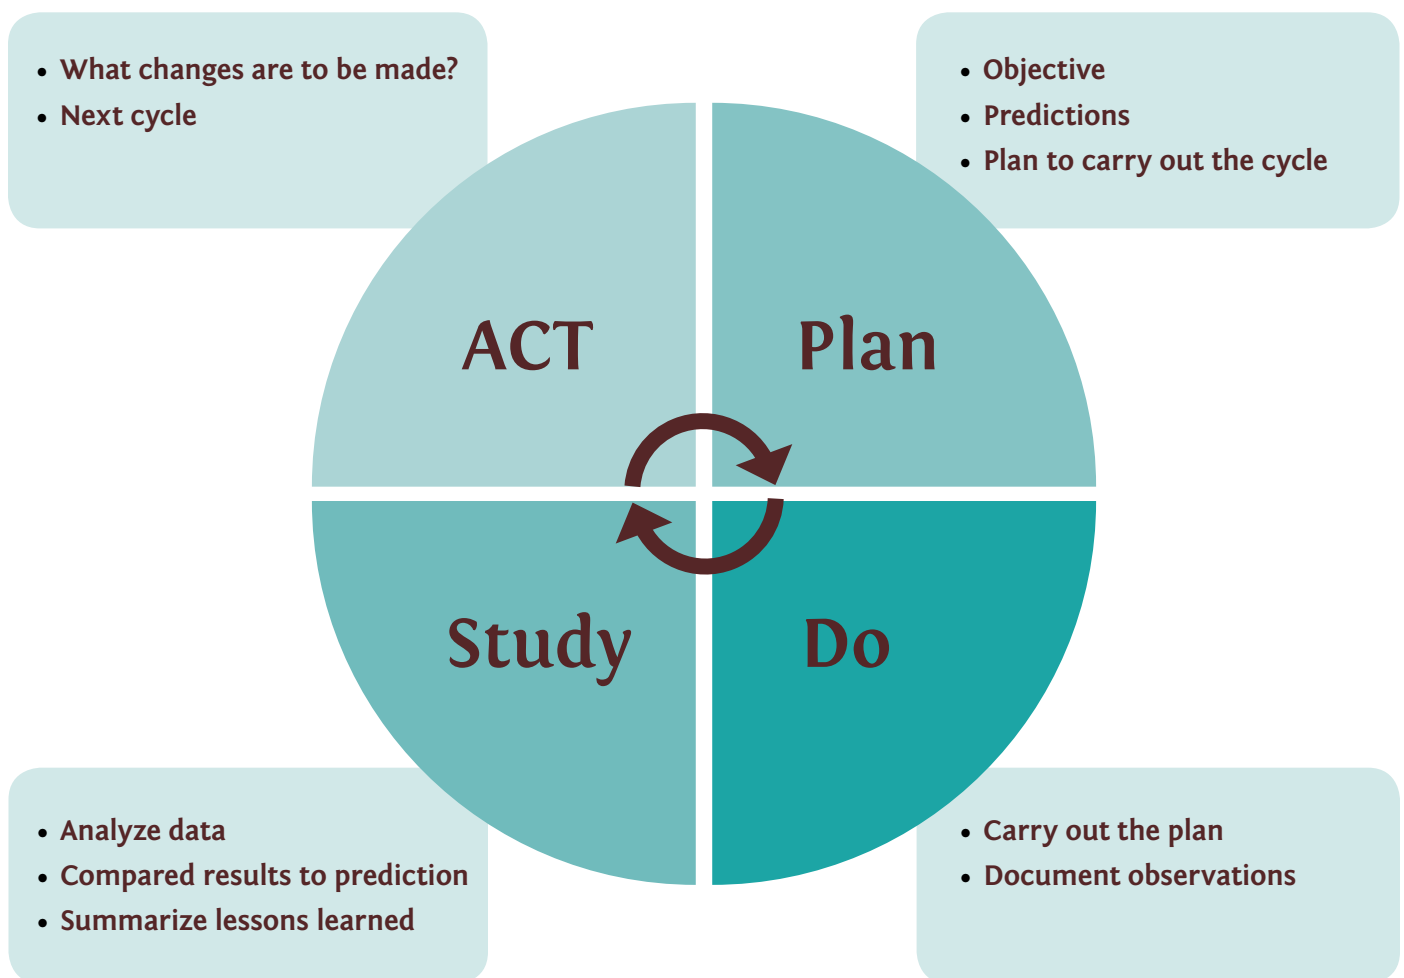 What changes are to be made?
Next cycle
Objective
Predictions
Plan to carry out the cycle
ACT
Plan
Study
Do
Analyze data
Compared results to prediction
Summarize lessons learned
Carry out the plan
Document observations